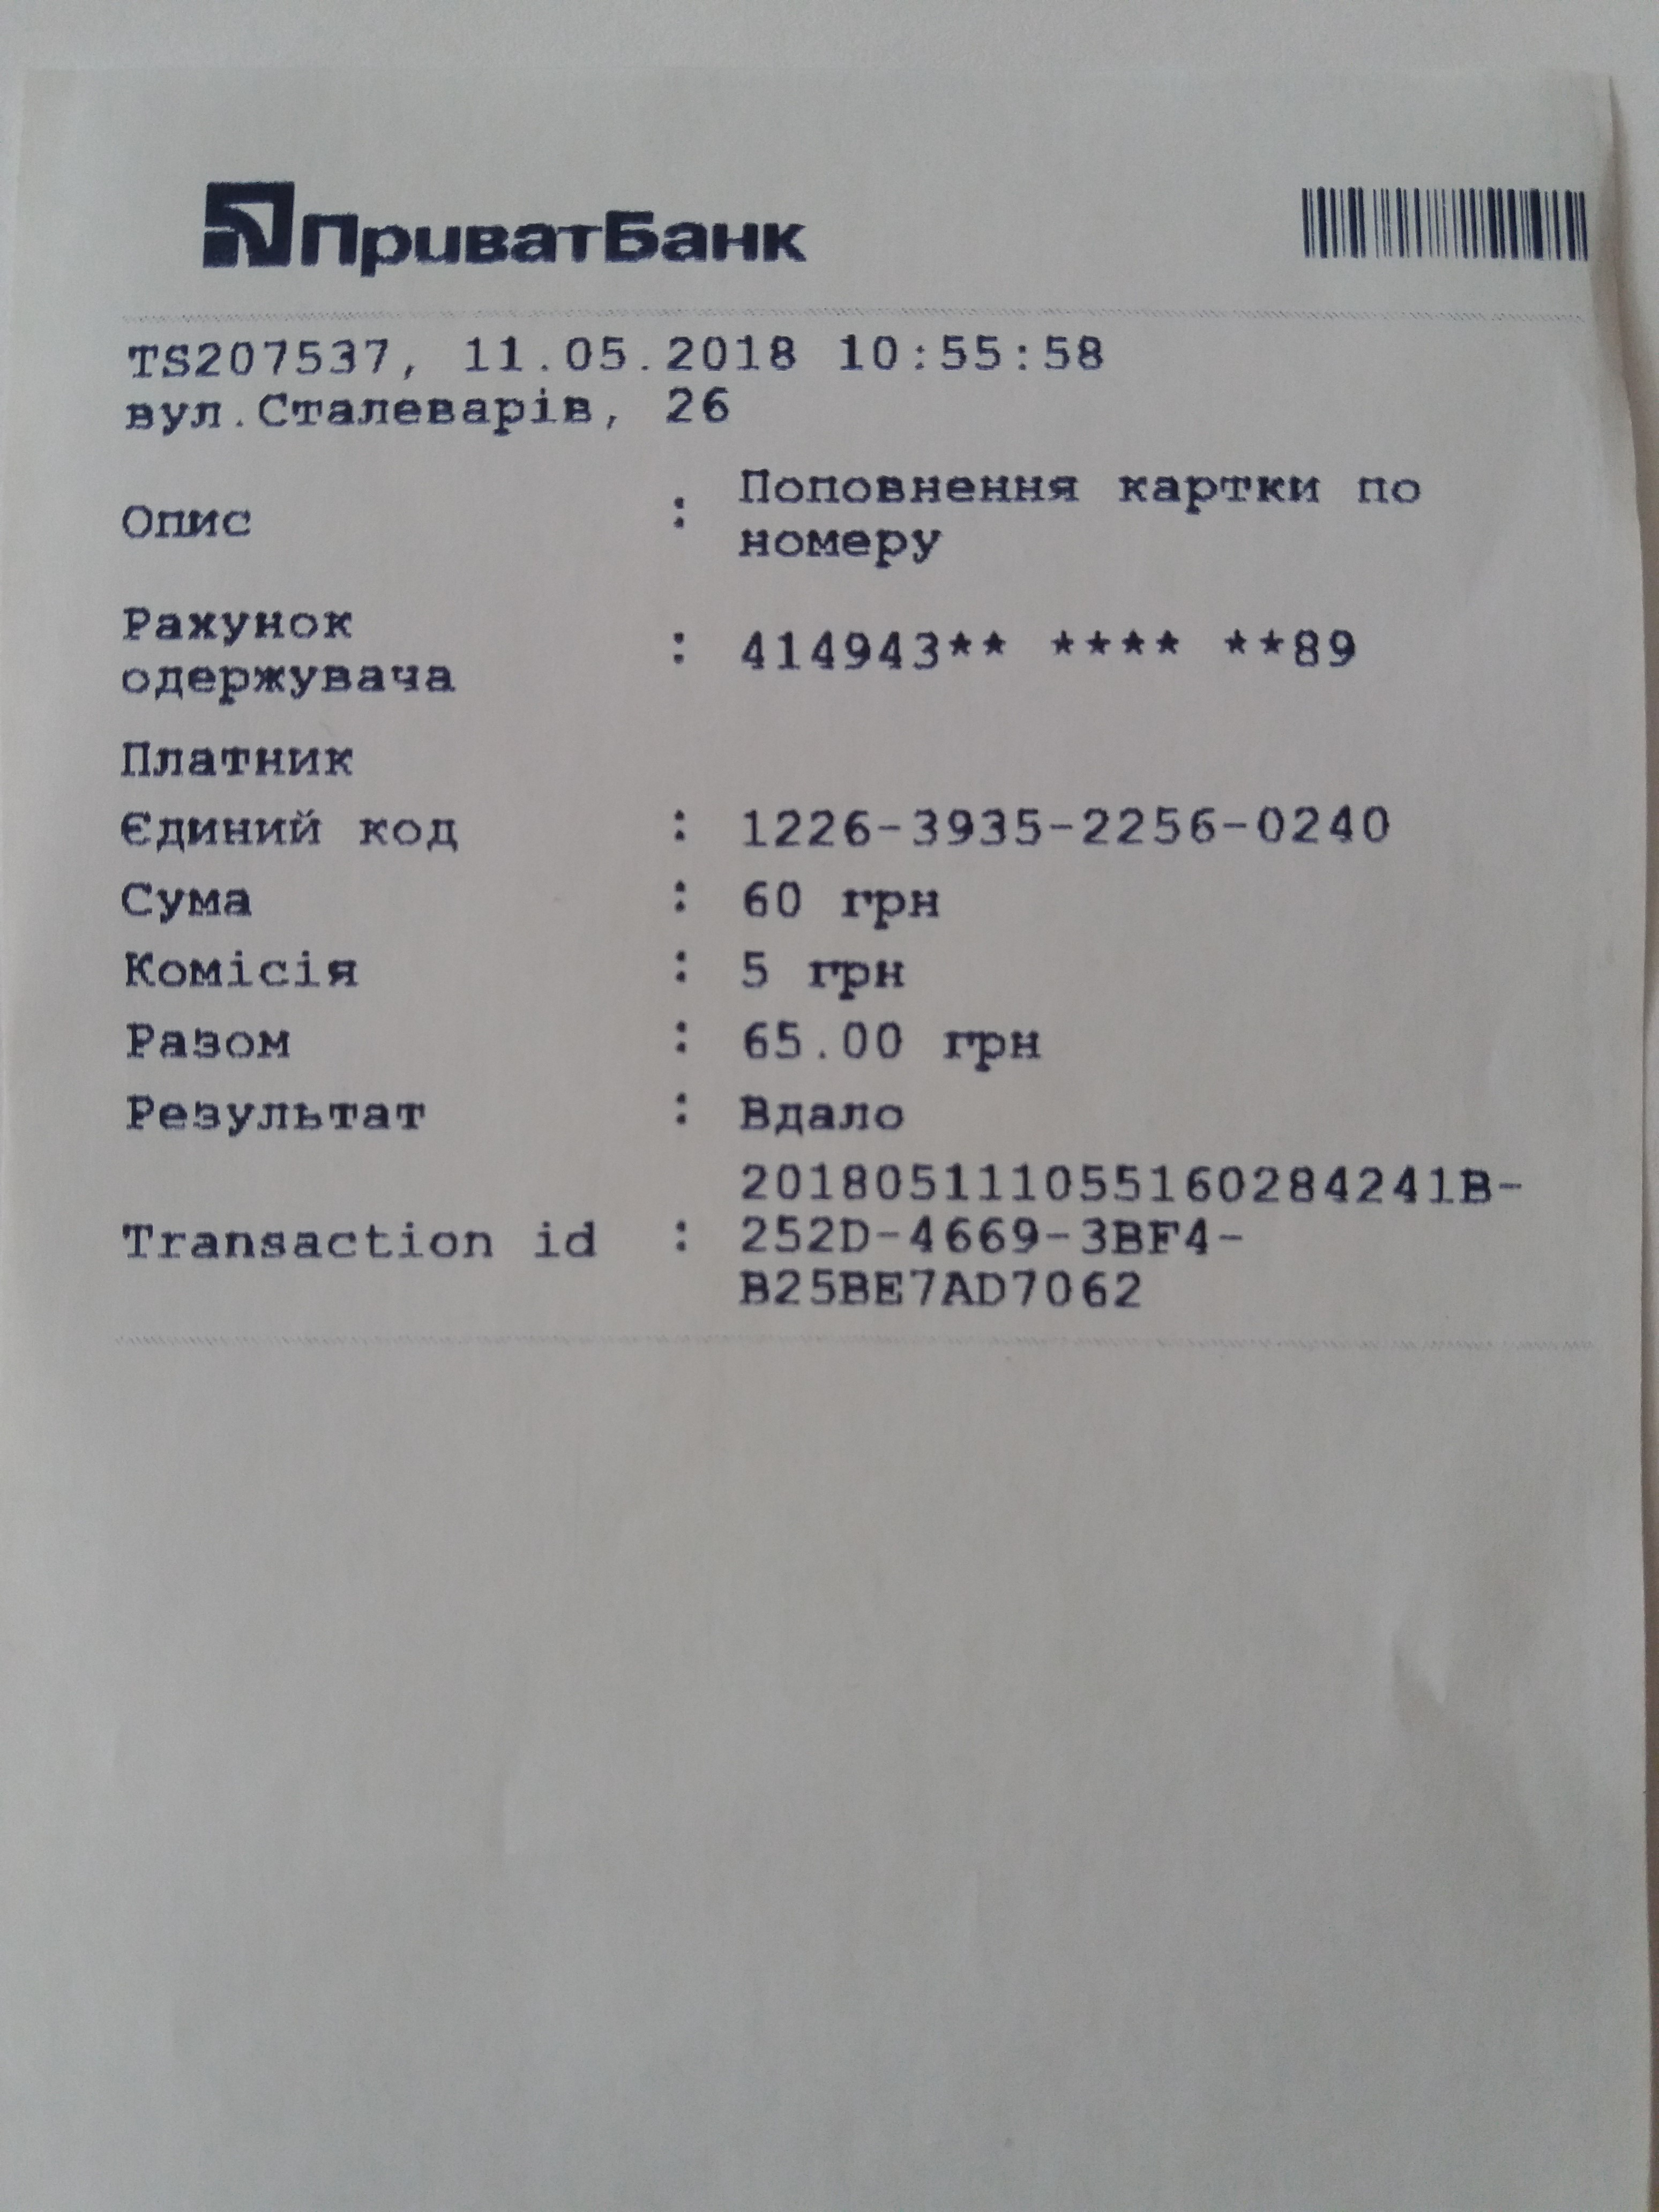 ПриватБанк
TS207537, 11.05.2018 10:55:58
вул.Сталеварів, 26
Опис : Поповнення картки по
номеру
Рахунок
одержувача : 414943** **** **89
Платник
Єдиний код : 1226-3935-2256-0240
Сума : 60 грн
Комісія : 5 грн
Разом : 65.00 грн
Результат : Вдало
Transaction id : 20180511105516028​4241B-
252D-4669-3BF4-
B25BE7AD7062